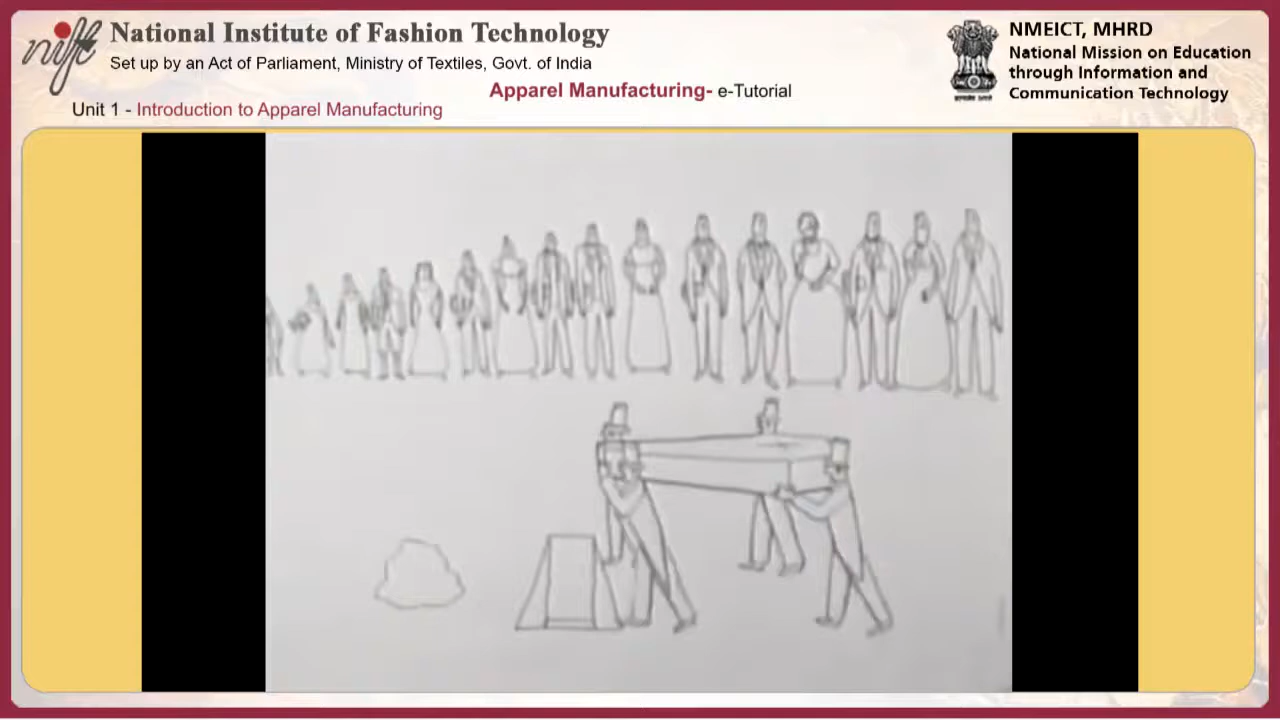 nift
National Institute of Fashion Technology
Set up by an Act of Parliament, Ministry of Textiles, Govt. of India
Apparel Manufacturing- e-Tutorial
Unit 1 - Introduction to Apparel Manufacturing
NMEICT, MHRD
National Mission on Education
through Information and
Communication Technology